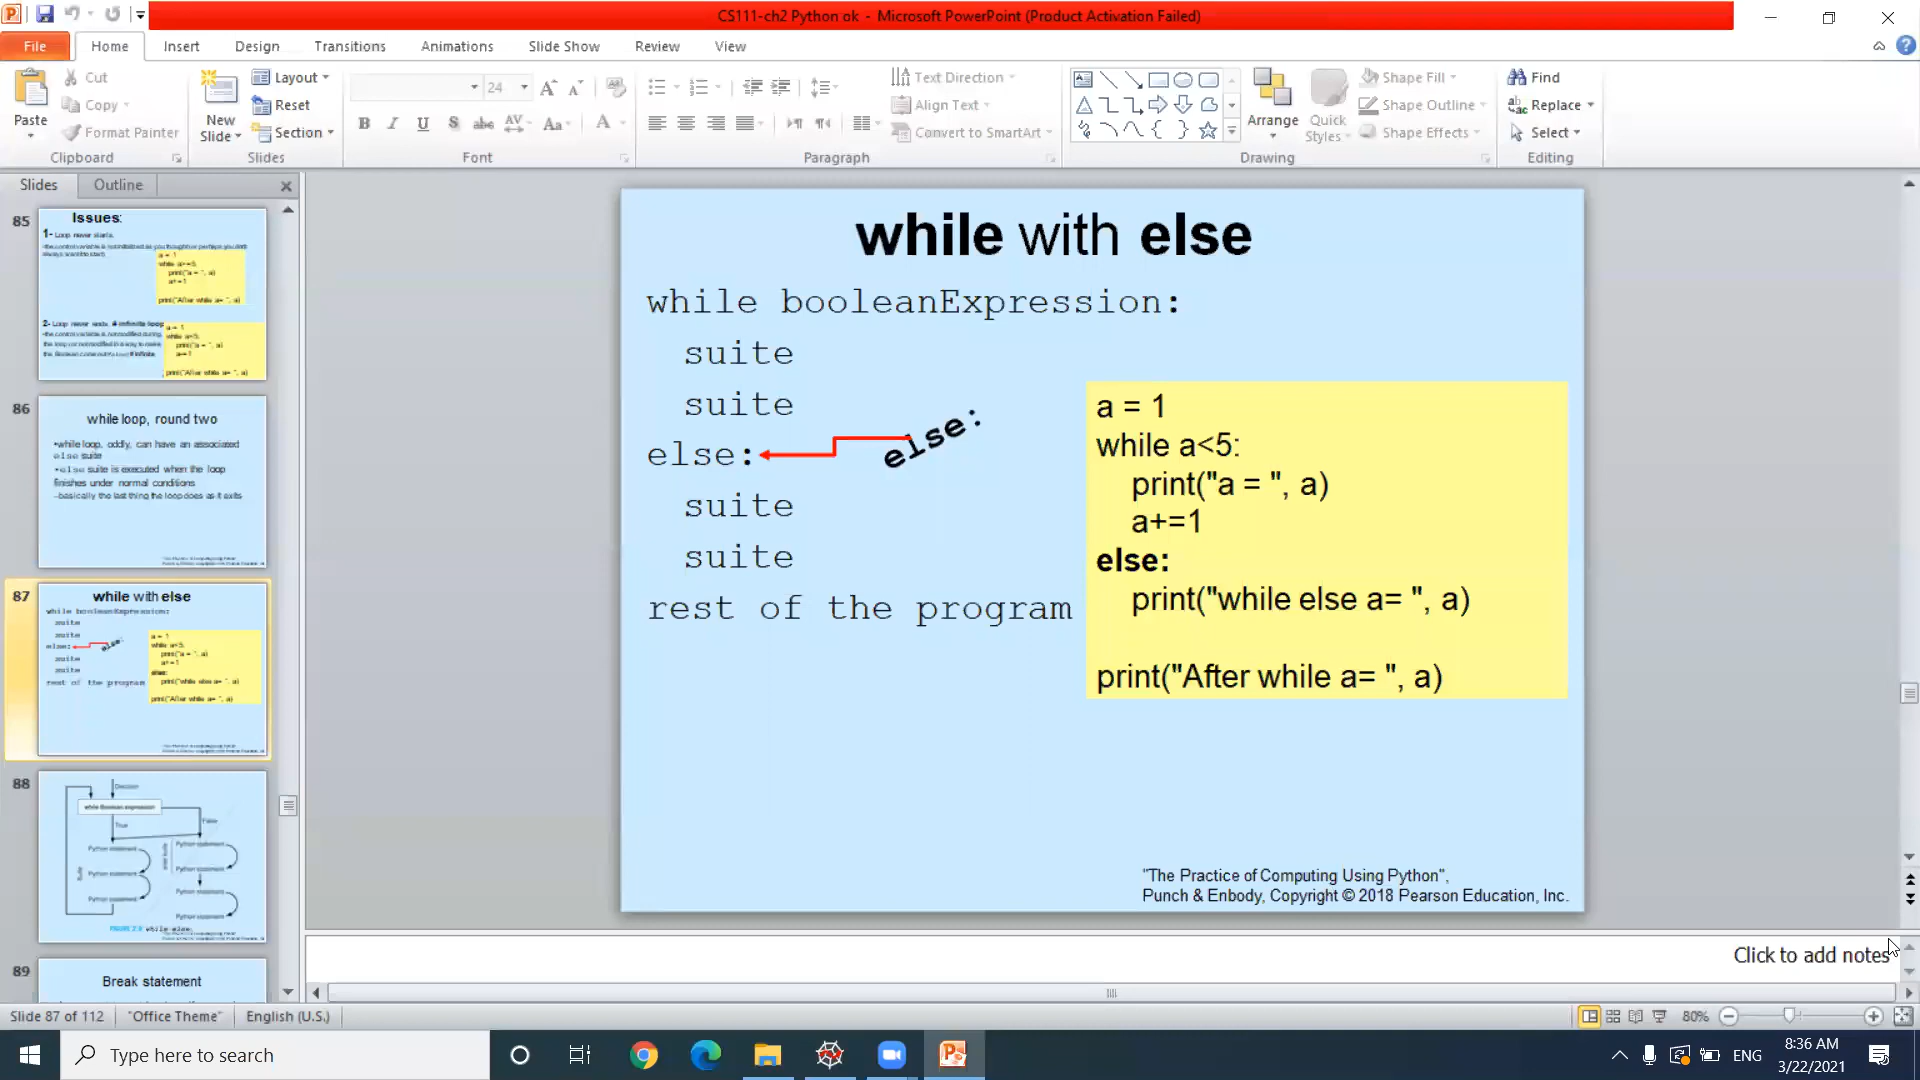 CS111-ch2 Python ok - Microsoft PowerPoint (Product Activation Failed)
File Home Insert Design Transitions Animations Slide Show Review View
Paste
Cut
Copy
Format Painter
Clipboard
New
Slide
Layout
Reset
Section
Slides
24
Font
Text Direction
Align Text
Convert to SmartArt
Paragraph
Arrange
Quick
Styles
Shape Fill
Shape Outline
Shape Effects
Drawing
Find
Replace
Select
Editing
Slides Outline
85
Issues:
1- Loop never starts.
a = 1
print("a = ", a)
a+=1
print("After while a= ", a)
a = 1
while a<5:
print("a = ", a)
a+=1
print("After while a= ", a)
86
while loop, round two
•while loop, oddly, can have an associated
else suite
•else suite is executed when the loop
finishes under normal conditions
–basically the last thing the loop does as it exits
87
while with else
while booleanExpression:
suite
suite
else:
else:
suite
suite
rest of the program
a = 1
while a<5:
print("a = ", a)
a+=1
else:
print("while else a= ", a)
print("After while a= ", a)
88
Decision
while Boolean expression
True
False
Python statement
Python statement
Python statement
Python statement
Python statement
Python statement
Python statement
89
Break statement
while with else
while booleanExpression:
suite
suite
else:
else:
suite
suite
rest of the program
a = 1
while a<5:
print("a = ", a)
a+=1
else:
print("while else a= ", a)
print("After while a= ", a)
"The Practice of Computing Using Python",
Punch & Enbody, Copyright © 2018 Pearson Education, Inc.
Click to add notes
Slide 87 of 112 "Office Theme" English (U.S.) 80%
Type here to search
ENG
8:36 AM
3/22/2021